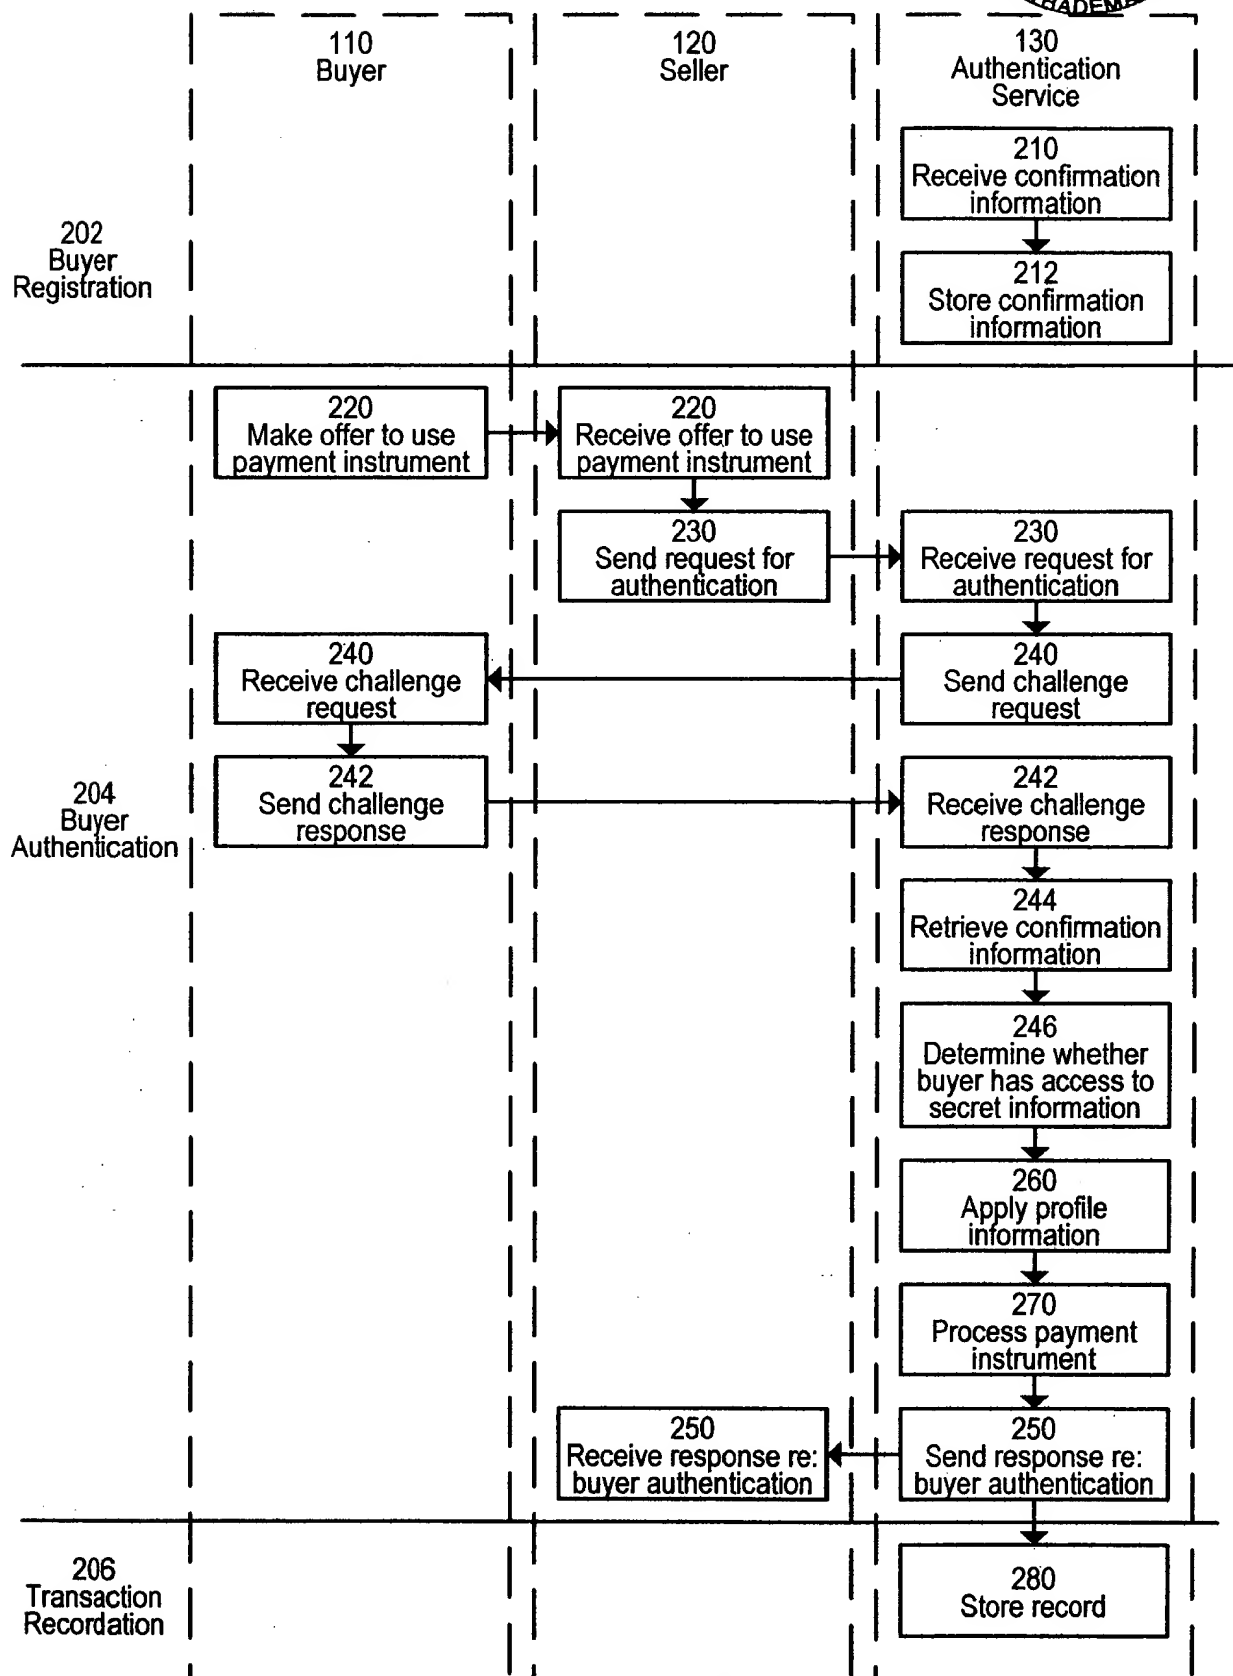 110
Buyer
120
Seller
130
Authentication
Service
210
Receive confirmation
information
202
Buyer
Registration
212
Store confirmation
information
220
Make offer to use
payment instrument
220
Receive offer to use
payment instrument
230
Send request for
authentication
230
Receive request for
authentication
240
Receive challenge
request
240
Send challenge
request
204
Buyer
Authentication
242
Send challenge
response
242
Receive challenge
response
244
Retrieve confirmation
information
246
Determine whether
buyer has access to
secret information
260
Apply profile
information
270
Process payment
instrument
250
Receive response re:
buyer authentication
250
Send response re:
buyer authentication
206
Transaction
Recordation
280
Store record